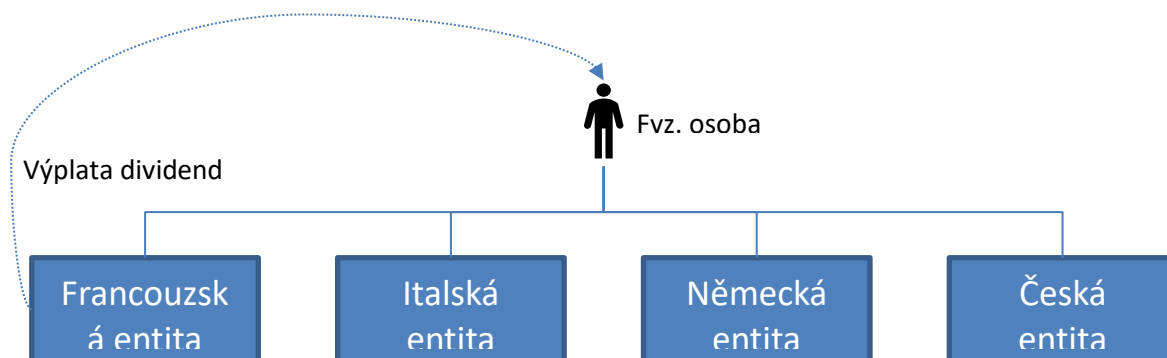 Fvz. osoba
Výplata dividend
Francouzsk
á entita
Italská
entita
Německá
entita
Česká
entita